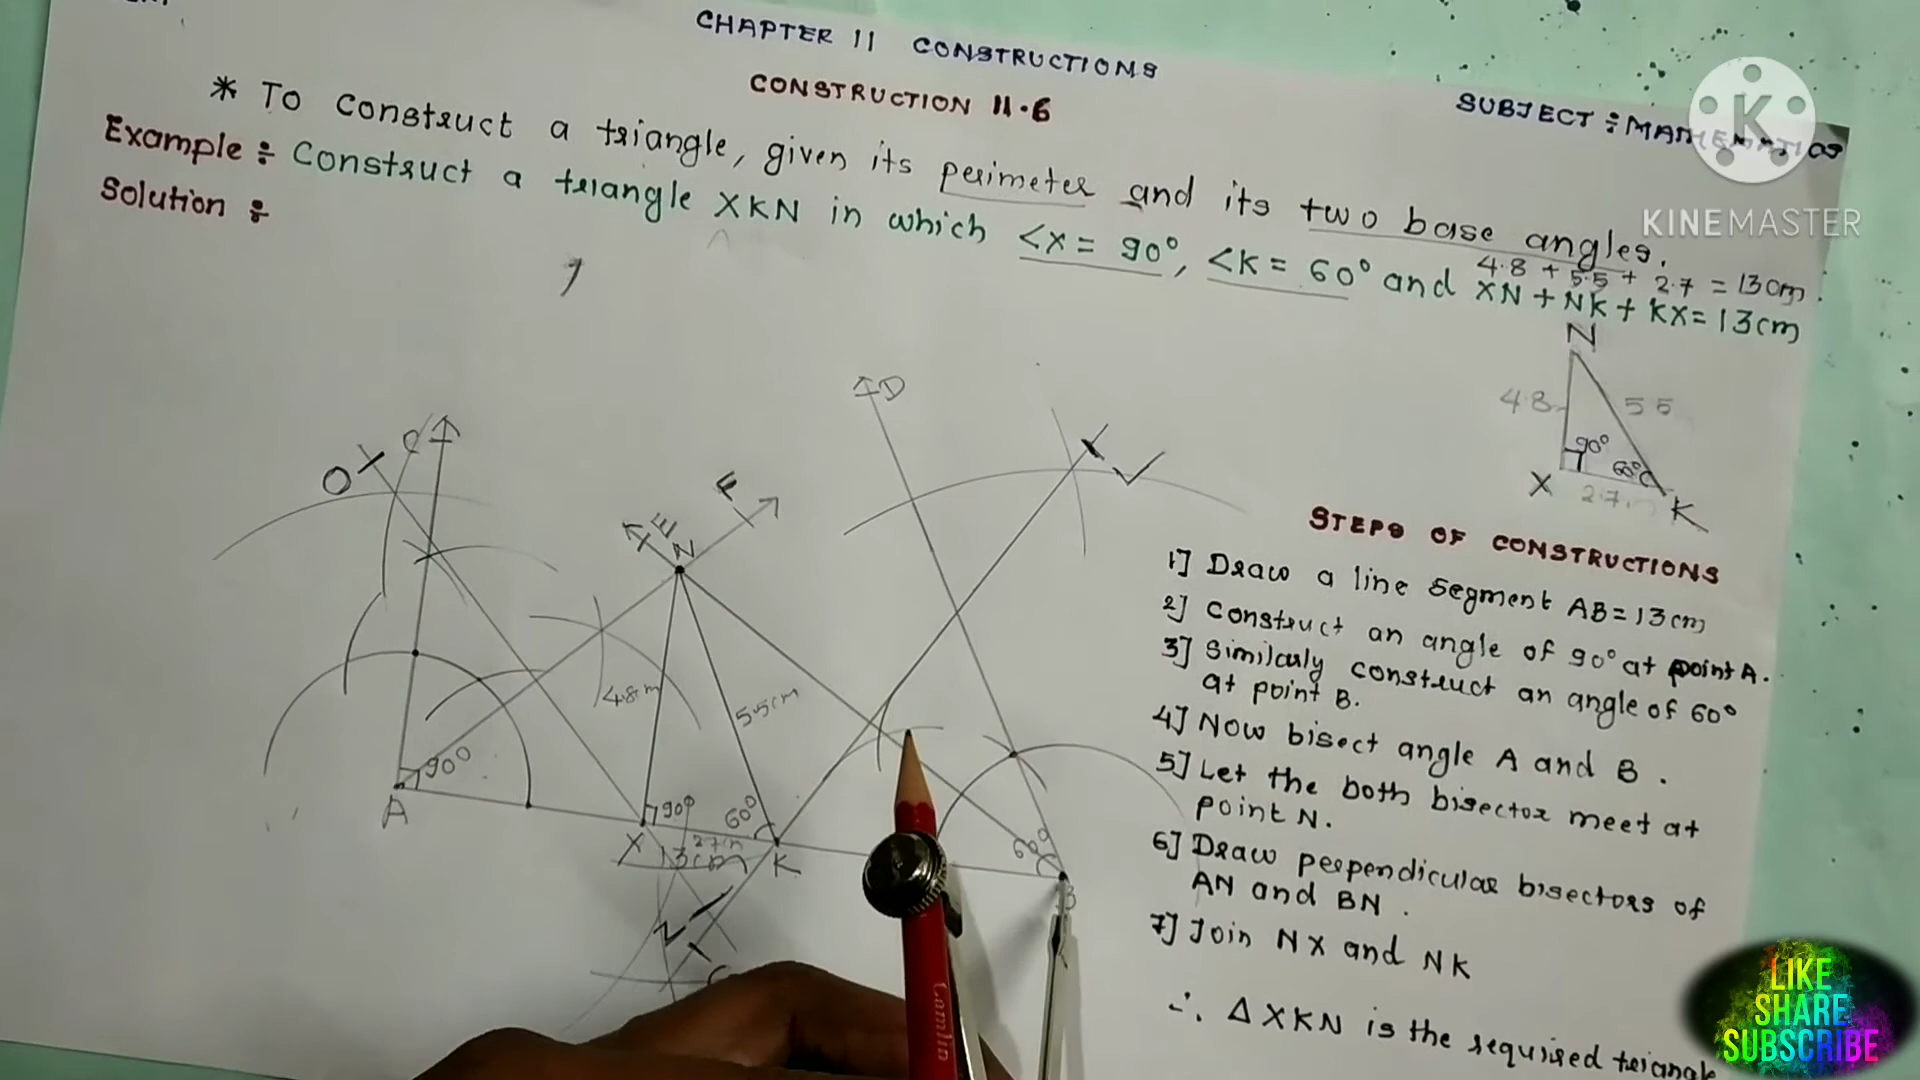 CHAPTER 11 CONSTRUCTIONS
CONSTRUCTION 11.6
SUBJECT ÷ MATHEMATICS
K
KINEMASTER
* To construct a triangle, given its perimeter and its two base angles.
Example ÷ Construct a triangle XKN in which <X = 90°, <K = 60° and XN + NK + KX = 13cm
4.8 + 5.5 + 2.7 = 13cm.
Solution ÷
N
4.8
5.5
90°
60°
X
2.7
K
O
C
D
E
F
N
4.8
5.5cm
90°
A
90°
60°
X
2.7
13cm
K
60°
B
STEPS OF CONSTRUCTIONS
1] Draw a line segment AB = 13cm
2] Construct an angle of 90° at point A.
3] Similarly construct an angle of 60°
at point B.
4] Now bisect angle A and B.
5] Let the both bisector meet at
point N.
6] Draw perpendicular bisectors of
AN and BN.
7] Join NX and NK
∴ Δ XKN is the required triangle
LIKE
SHARE
SUBSCRIBE